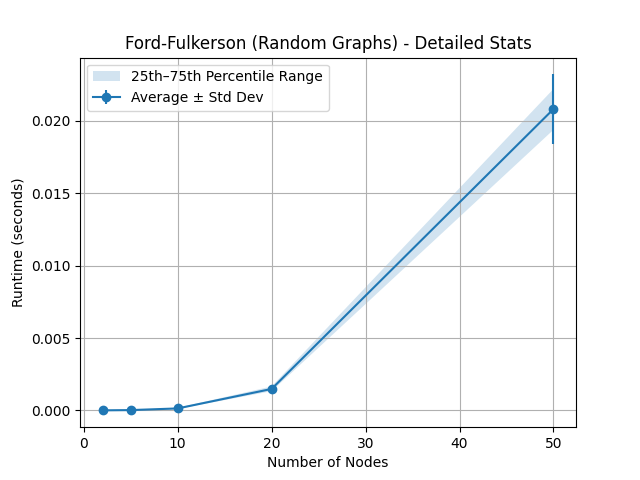 Ford-Fulkerson (Random Graphs) - Detailed Stats
25th–75th Percentile Range
Average ± Std Dev
Runtime (seconds)
0.020
0.015
0.010
0.005
0.000
0 10 20 30 40 50
Number of Nodes